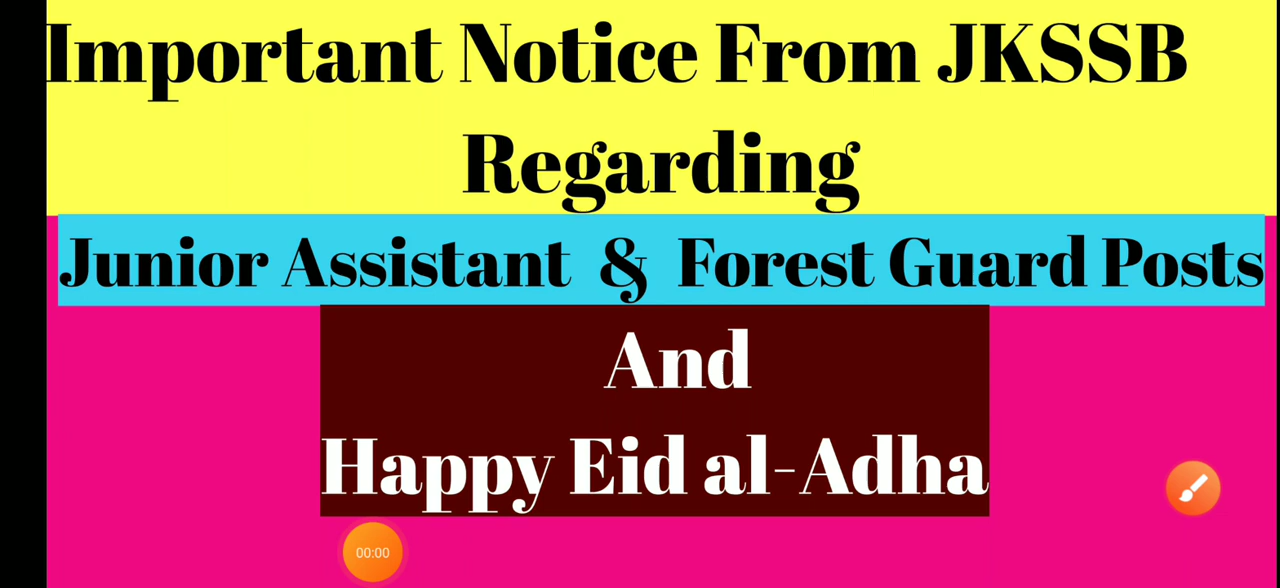 Important Notice From JKSSB
Regarding
Junior Assistant & Forest Guard Posts
And
Happy Eid al-Adha
00:00